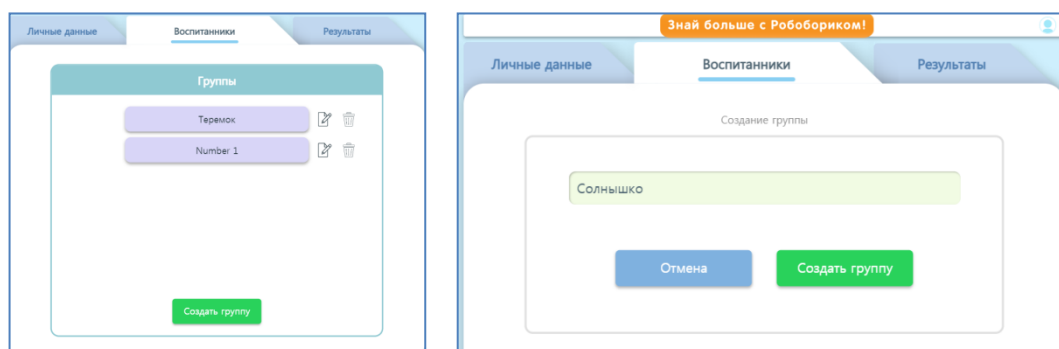 Личные данные
Воспитанники
Результаты
Группы
Теремок
Number 1
Создать группу
Знай больше с Робобориком!
Личные данные
Воспитанники
Результаты
Создание группы
Солнышко
Отмена
Создать группу